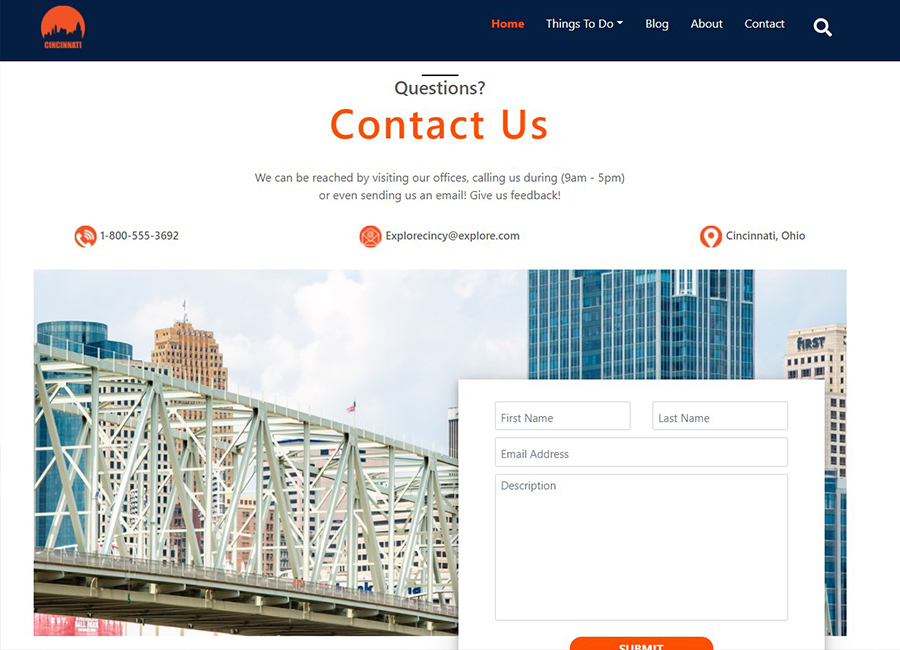 CINCINNATI
Home Things To Do Blog About Contact
Questions?
Contact Us
We can be reached by visiting our offices, calling us during (9am - 5pm)
or even sending us an email! Give us feedback!
1-800-555-3692 Explorecincy@explore.com Cincinnati, Ohio
FIRST
First Name Last Name
Email Address
Description
SUBMIT